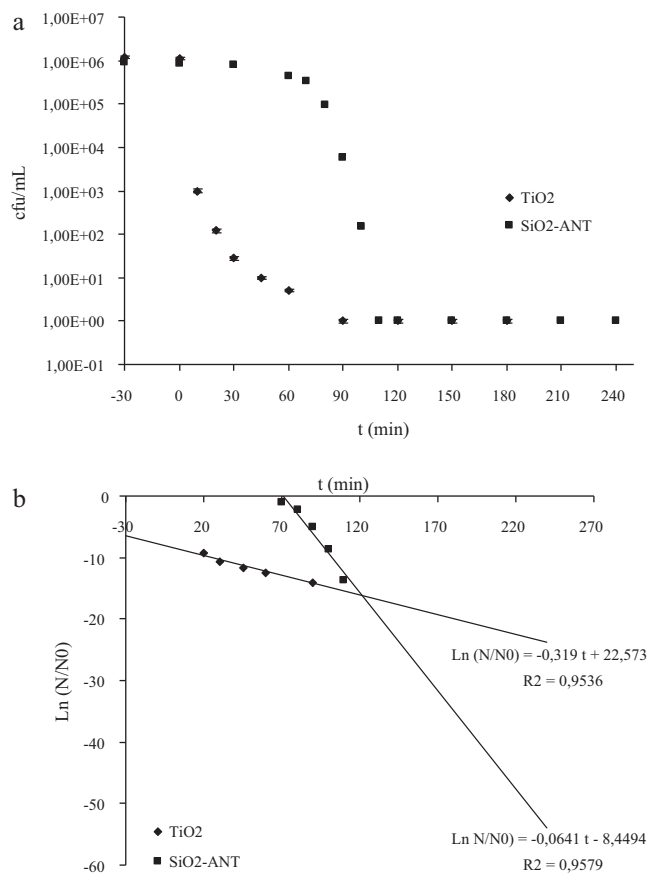 a
1,00E+07
1,00E+06
1,00E+05
1,00E+04
1,00E+03
1,00E+02
1,00E+01
1,00E+00
1,00E-01
cfu/mL
TiO2
SiO2-ANT
-30 0 30 60 90 120 150 180 210 240
t (min)
b
t (min)
0
-10
-20
-30
-40
-50
-60
-30 20 70 120 170 220 270
Ln (N/N0)
Ln (N/N0) = -0,319 t + 22,573
R2 = 0,9536
TiO2
SiO2-ANT
Ln N/N0) = -0,0641 t - 8,4494
R2 = 0,9579